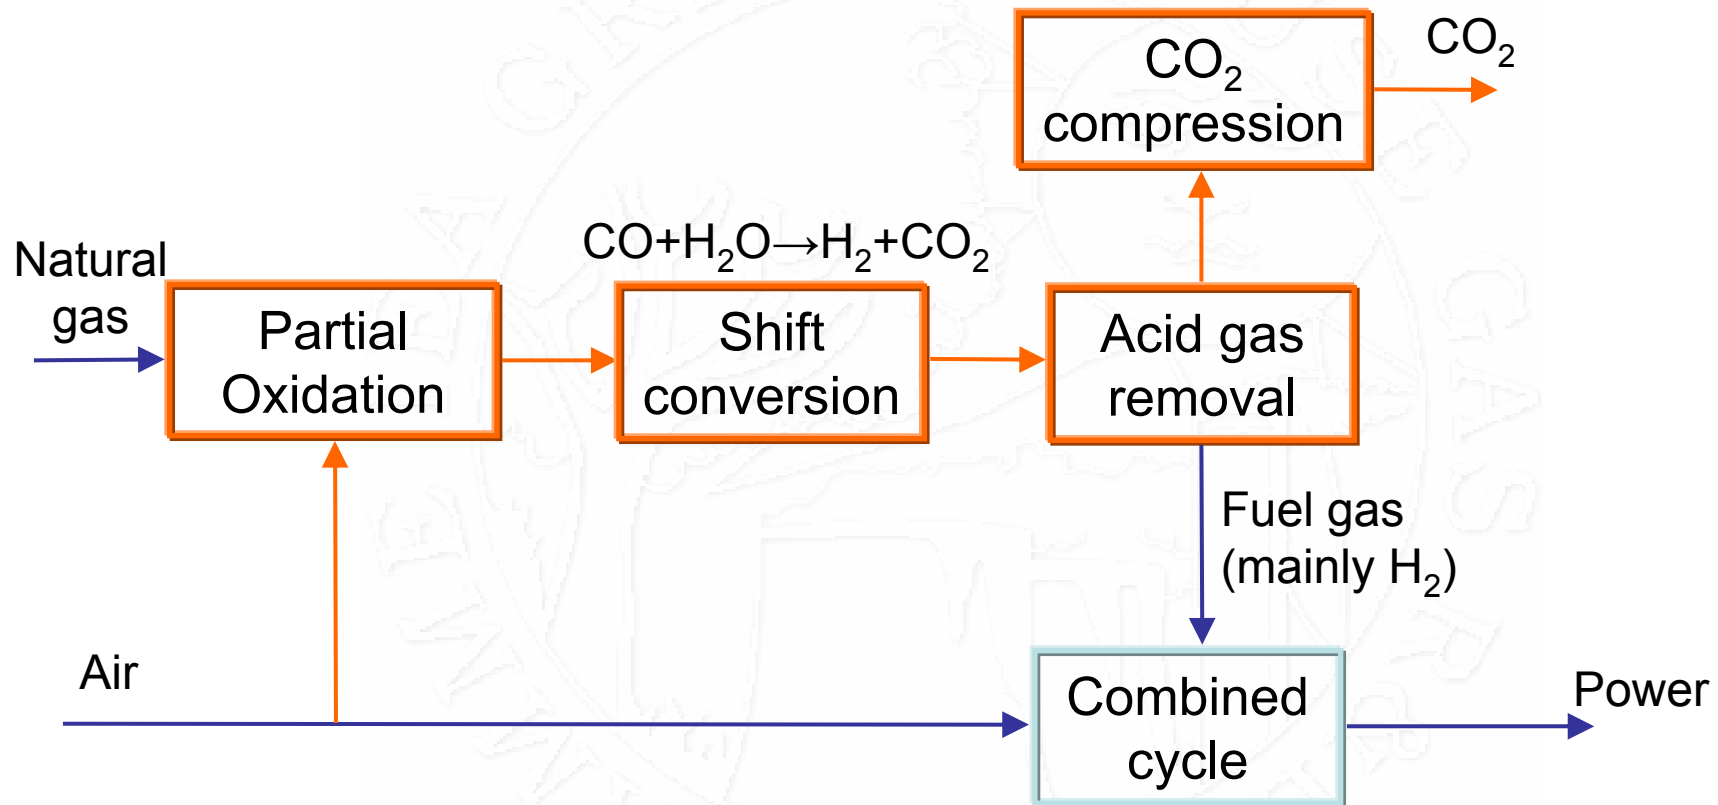 CO₂
compression
CO₂
CO+H₂O→H₂+CO₂
Natural
gas
Partial
Oxidation
Shift
conversion
Acid gas
removal
Fuel gas
(mainly H₂)
Air
Combined
cycle
Power